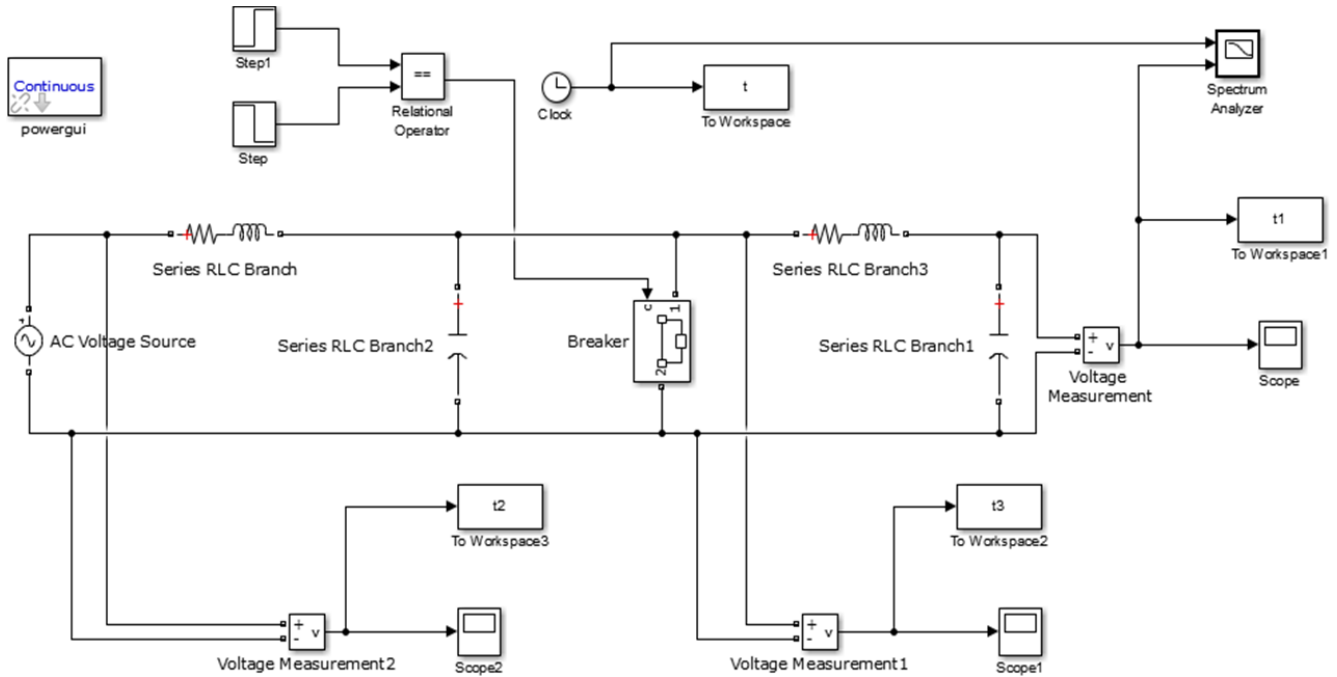 Step1
Continuous
powergui
==
Relational
Operator
Step
Clock
t
To Workspace
Spectrum
Analyzer
t1
To Workspace1
Series RLC Branch
Series RLC Branch3
AC Voltage Source
+
Series RLC Branch2
Breaker
c
1
2
Series RLC Branch1
+
-
v
Voltage
Measurement
Scope
t2
To Workspace3
t3
To Workspace2
+
-
v
Voltage Measurement2
Scope2
+
-
v
Voltage Measurement1
Scope1